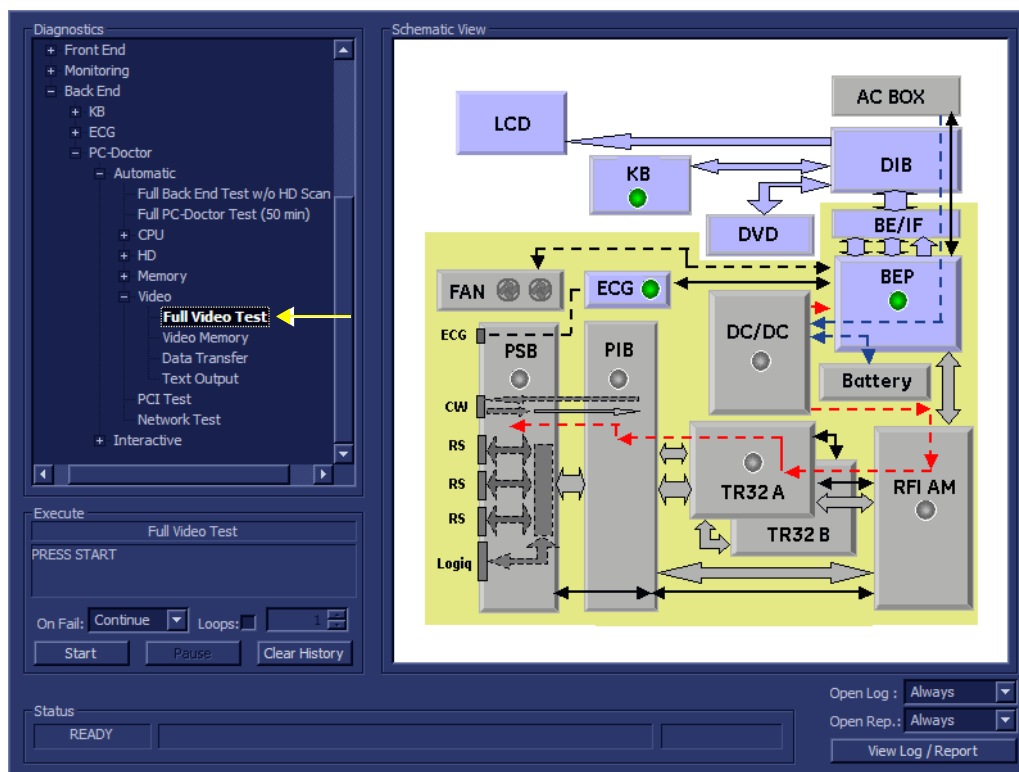 Diagnostics
Front End
Monitoring
Back End
KB
ECG
PC-Doctor
Automatic
Full Back End Test w/o HD Scan
Full PC-Doctor Test (50 min)
CPU
HD
Memory
Video
Full Video Test
Video Memory
Data Transfer
Text Output
PCI Test
Network Test
Interactive
Execute
Full Video Test
PRESS START
On Fail: Continue Loops: 1
Start Pause Clear History
Schematic View
AC BOX
LCD
DIB
KB
DVD
BE/IF
BEP
FAN
ECG
DC/DC
ECG
PSB
PIB
Battery
CW
RS
RS
RS
Logiq
TR32 A
TR32 B
RFI AM
Status
READY
Open Log : Always
Open Rep.: Always
View Log / Report